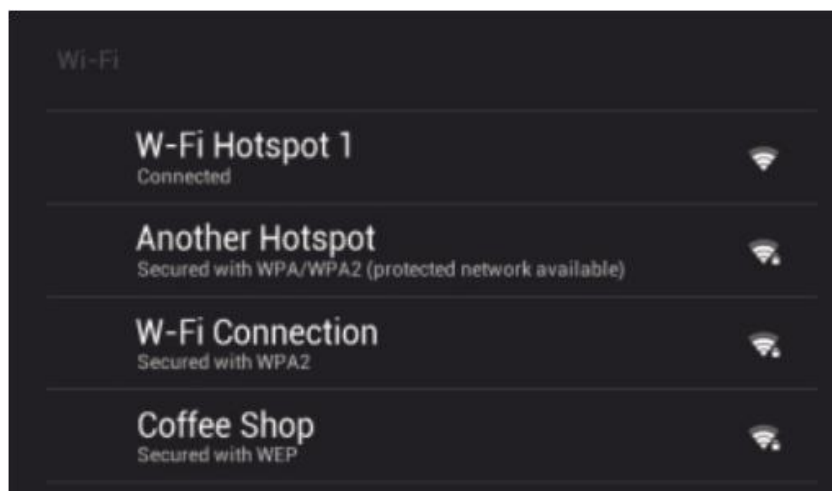 Wi-Fi
W-Fi Hotspot 1
Connected
Another Hotspot
Secured with WPA/WPA2 (protected network available)
W-Fi Connection
Secured with WPA2
Coffee Shop
Secured with WEP